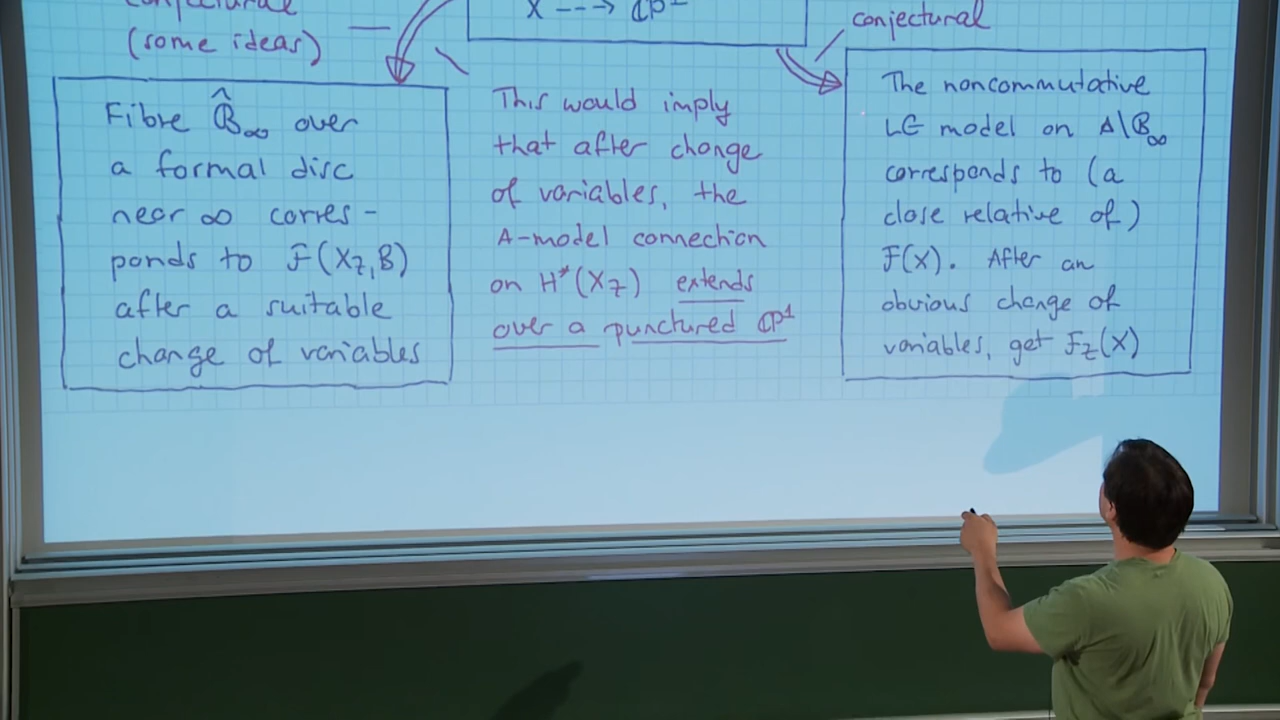 conjectural
(some ideas)
X ---> CP¹
conjectural
Fibre B̂∞ over
a formal disc
near ∞ corres-
ponds to F(X_z,B)
after a suitable
change of variables
This would imply
that after change
of variables, the
A-model connection
on H*(X_z) extends
over a punctured CP¹
The noncommutative
LG model on A\B∞
corresponds to (a
close relative of)
F(X). After an
obvious change of
variables, get F_z(X)